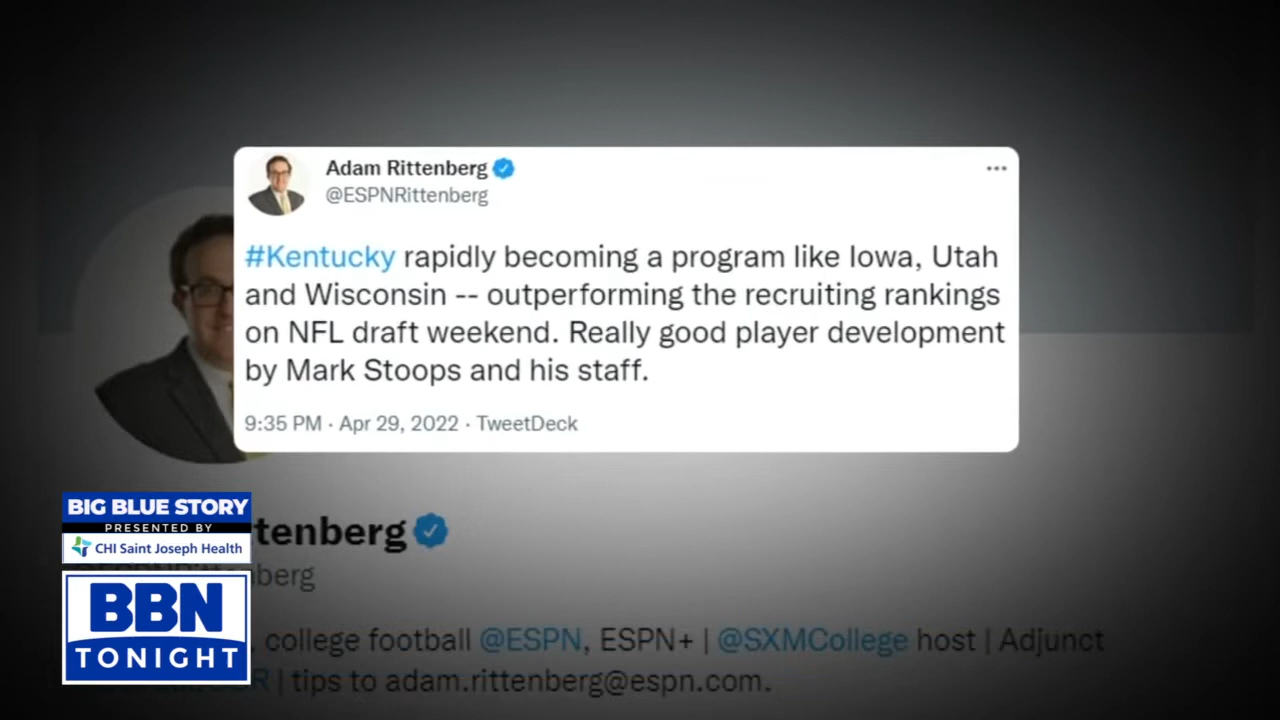 Adam Rittenberg
@ESPNRittenberg
#Kentucky rapidly becoming a program like Iowa, Utah
and Wisconsin -- outperforming the recruiting rankings
on NFL draft weekend. Really good player development
by Mark Stoops and his staff.
9:35 PM · Apr 29, 2022 · TweetDeck
BIG BLUE STORY
PRESENTED BY
CHI Saint Joseph Health
BBN
TONIGHT
tenberg
berg
college football @ESPN, ESPN+ | @SXMCollege host | Adjunct
| tips to adam.rittenberg@espn.com.